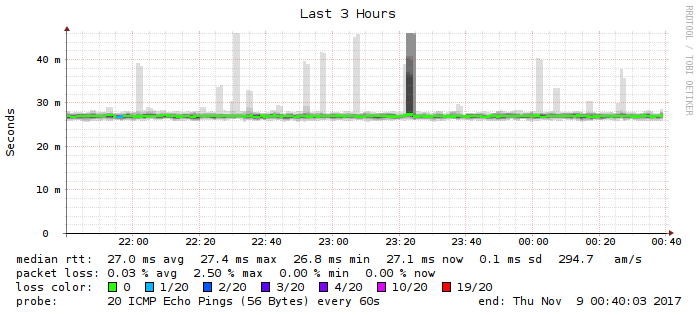 Last 3 Hours
RRDTOOL / TOBI OETIKER
Seconds
40 m
30 m
20 m
10 m
0
22:00 22:20 22:40 23:00 23:20 23:40 00:00 00:20 00:40
median rtt: 27.0 ms avg 27.4 ms max 26.8 ms min 27.1 ms now 0.1 ms sd 294.7 am/s
packet loss: 0.03 % avg 2.50 % max 0.00 % min 0.00 % now
loss color: 0 1/20 2/20 3/20 4/20 10/20 19/20
probe: 20 ICMP Echo Pings (56 Bytes) every 60s end: Thu Nov 9 00:40:03 2017